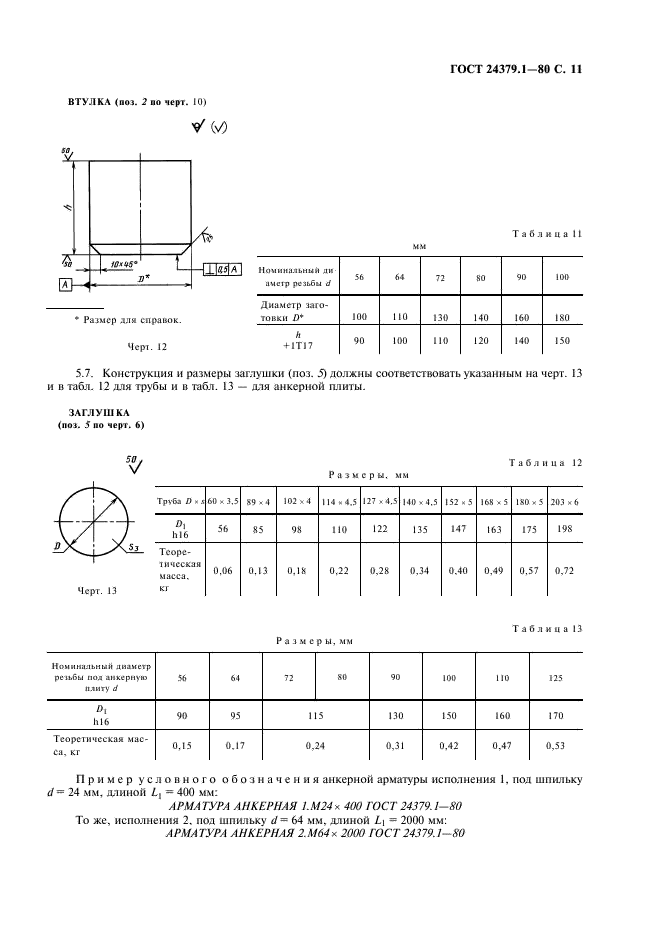 ГОСТ 24379.1—80 С. 11
ВТУЛКА (поз. 2 по черт. 10)
50
h
50
10×45°
D*
А
⊥ 0,5 А
* Размер для справок.
Черт. 12
Таблица 11
мм
Номинальный ди- 56 64 72 80 90 100
аметр резьбы d
Диаметр заго-
товки D* 100 110 130 140 160 180
h 90 100 110 120 140 150
+1Т17
5.7. Конструкция и размеры заглушки (поз. 5) должны соответствовать указанным на черт. 13
и в табл. 12 для трубы и в табл. 13 — для анкерной плиты.
ЗАГЛУШКА
(поз. 5 по черт. 6)
50
D
S3
Черт. 13
Таблица 12
Размеры, мм
Труба D × s 60 × 3,5 89 × 4 102 × 4 114 × 4,5 127 × 4,5 140 × 4,5 152 × 5 168 × 5 180 × 5 203 × 6
D1 56 85 98 110 122 135 147 163 175 198
h16
Теоре-
тическая 0,06 0,13 0,18 0,22 0,28 0,34 0,40 0,49 0,57 0,72
масса,
кг
Таблица 13
Размеры, мм
Номинальный диаметр
резьбы под анкерную 56 64 72 80 90 100 110 125
плиту d
D1 90 95 115 130 150 160 170
h16
Теоретическая мас- 0,15 0,17 0,24 0,31 0,42 0,47 0,53
са, кг
Пример условного обозначения анкерной арматуры исполнения 1, под шпильку
d = 24 мм, длиной L1 = 400 мм:
АРМАТУРА АНКЕРНАЯ 1.М24 × 400 ГОСТ 24379.1—80
То же, исполнения 2, под шпильку d = 64 мм, длиной L1 = 2000 мм:
АРМАТУРА АНКЕРНАЯ 2.М64 × 2000 ГОСТ 24379.1—80